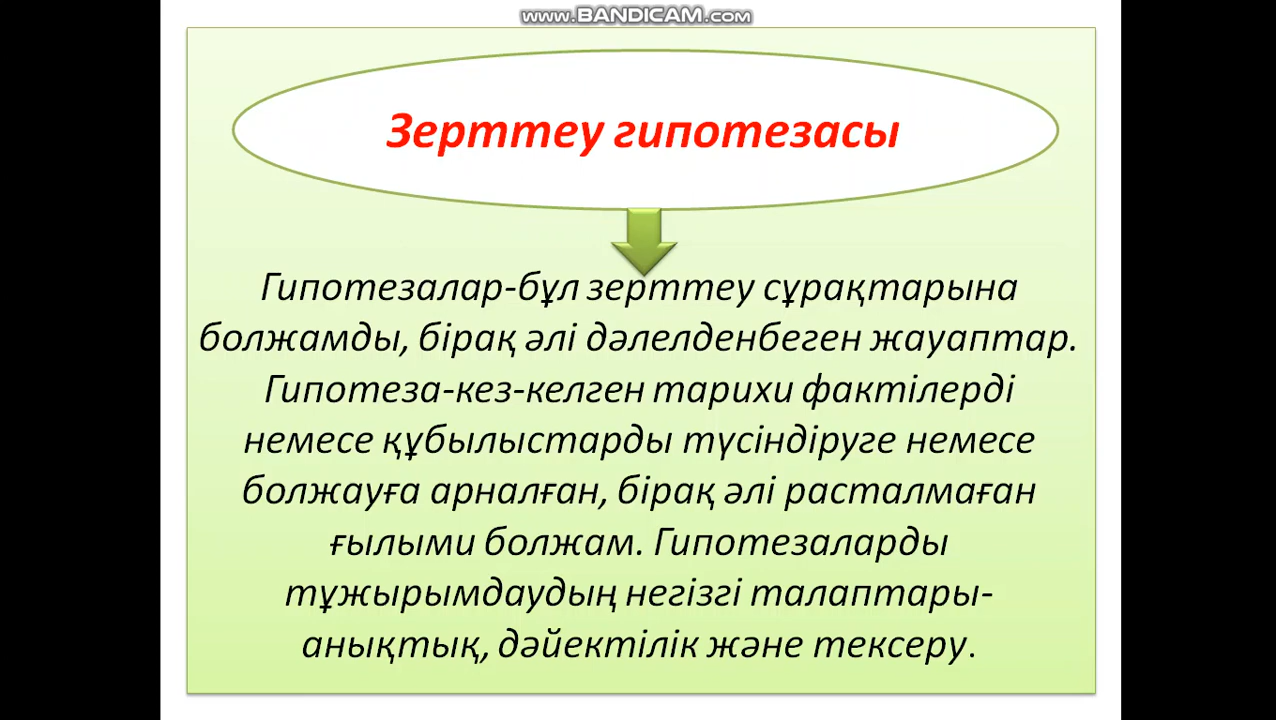 www.BANDICAM.com
Зерттеу гипотезасы
Гипотезалар-бұл зерттеу сұрақтарына
болжамды, бірақ әлі дәлелденбеген жауаптар.
Гипотеза-кез-келген тарихи фактілерді
немесе құбылыстарды түсіндіруге немесе
болжауға арналған, бірақ әлі расталмаған
ғылыми болжам. Гипотезаларды
тұжырымдаудың негізгі талаптары-
анықтық, дәйектілік және тексеру.